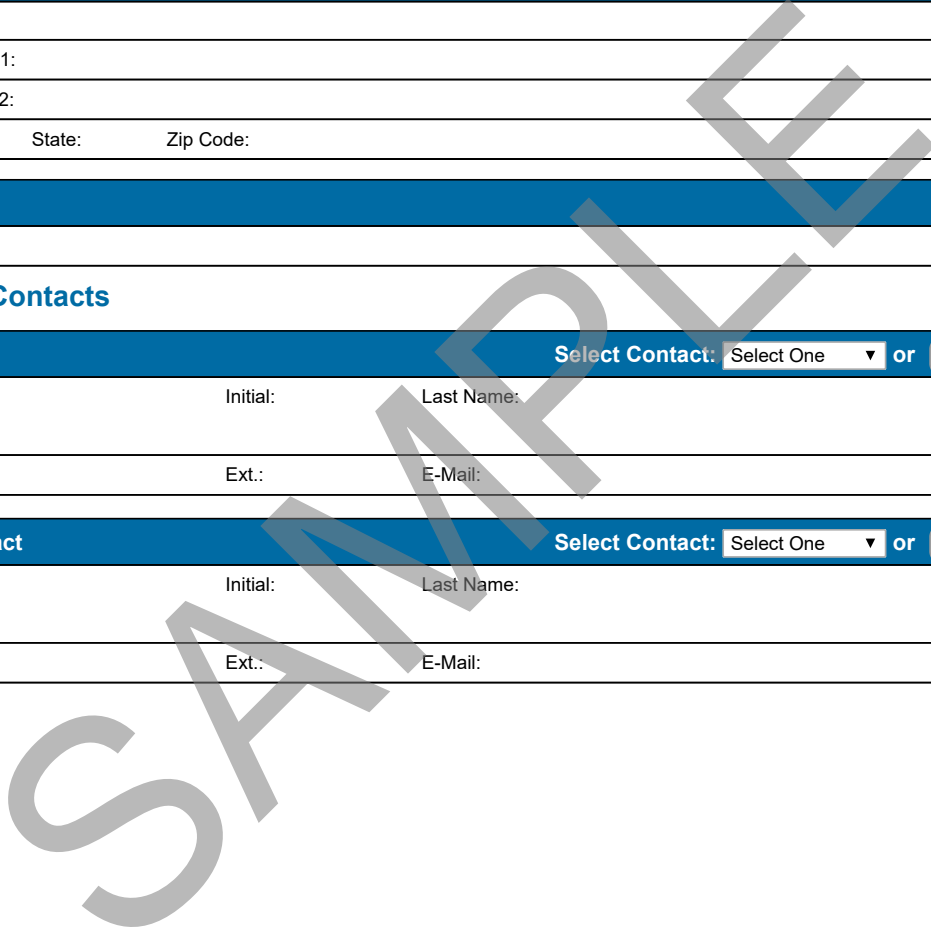 1:
2:
State: Zip Code:
Contacts
Select Contact: Select One ▼ or
Initial: Last Name:
Ext.: E-Mail:
act
Select Contact: Select One ▼ or
Initial: Last Name:
Ext.: E-Mail:
SAMPLE